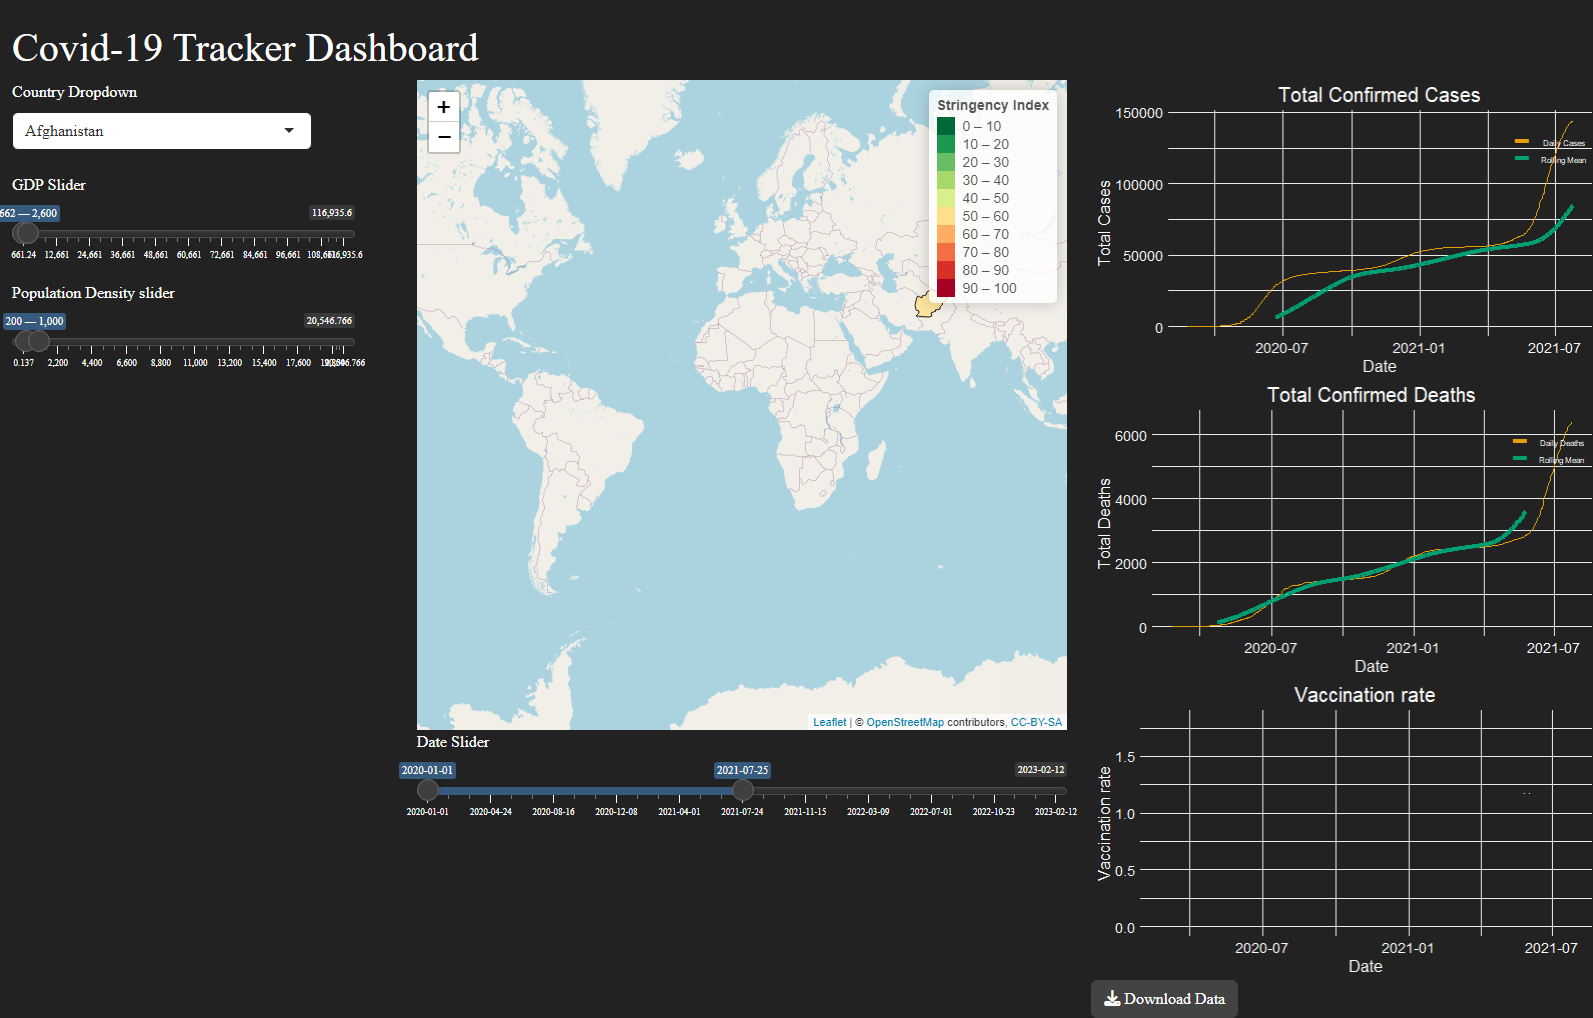 Covid-19 Tracker Dashboard
Country Dropdown
Afghanistan
GDP Slider
662 — 2,600
116,935.6
661.24 12,661 24,661 36,661 48,661 60,661 72,661 84,661 96,661
Population Density slider
200 — 1,000
20,546.766
0.137 2,200 4,400 6,600 8,800 11,000 13,200 15,400 17,600
+
−
Stringency Index
0 – 10
10 – 20
20 – 30
30 – 40
40 – 50
50 – 60
60 – 70
70 – 80
80 – 90
90 – 100
Leaflet | © OpenStreetMap contributors, CC-BY-SA
Date Slider
2020-01-01 2021-07-25 2023-02-12
2020-01-01 2020-04-24 2020-08-16 2020-12-08 2021-04-01 2021-07-24 2021-11-15 2022-03-09 2022-07-01 2022-10-23 2023-02-12
Total Confirmed Cases
150000
100000
50000
0
Total Cases
Daily Cases
Rolling Mean
2020-07 2021-01 2021-07
Date
Total Confirmed Deaths
6000
4000
2000
0
Total Deaths
Daily Deaths
Rolling Mean
2020-07 2021-01 2021-07
Date
Vaccination rate
1.5
1.0
0.5
0.0
Vaccination rate
2020-07 2021-01 2021-07
Date
Download Data